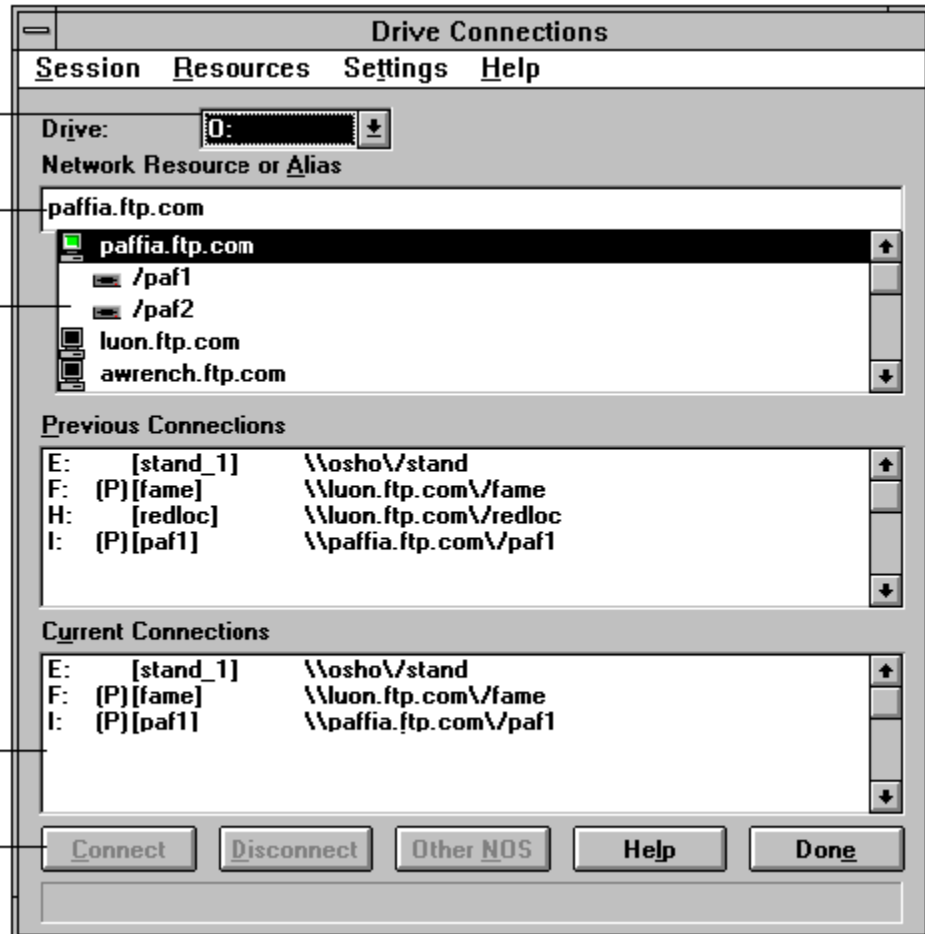 Drive Connections
Session Resources Settings Help
Drive: O:
Network Resource or Alias
paffia.ftp.com
paffia.ftp.com
/paf1
/paf2
luon.ftp.com
awrench.ftp.com
Previous Connections
E: [stand_1] \\osho\/stand
F: (P)[fame] \\luon.ftp.com\/fame
H: [redloc] \\luon.ftp.com\/redloc
I: (P)[paf1] \\paffia.ftp.com\/paf1
Current Connections
E: [stand_1] \\osho\/stand
F: (P)[fame] \\luon.ftp.com\/fame
I: (P)[paf1] \\paffia.ftp.com\/paf1
Connect Disconnect Other NOS Help Done